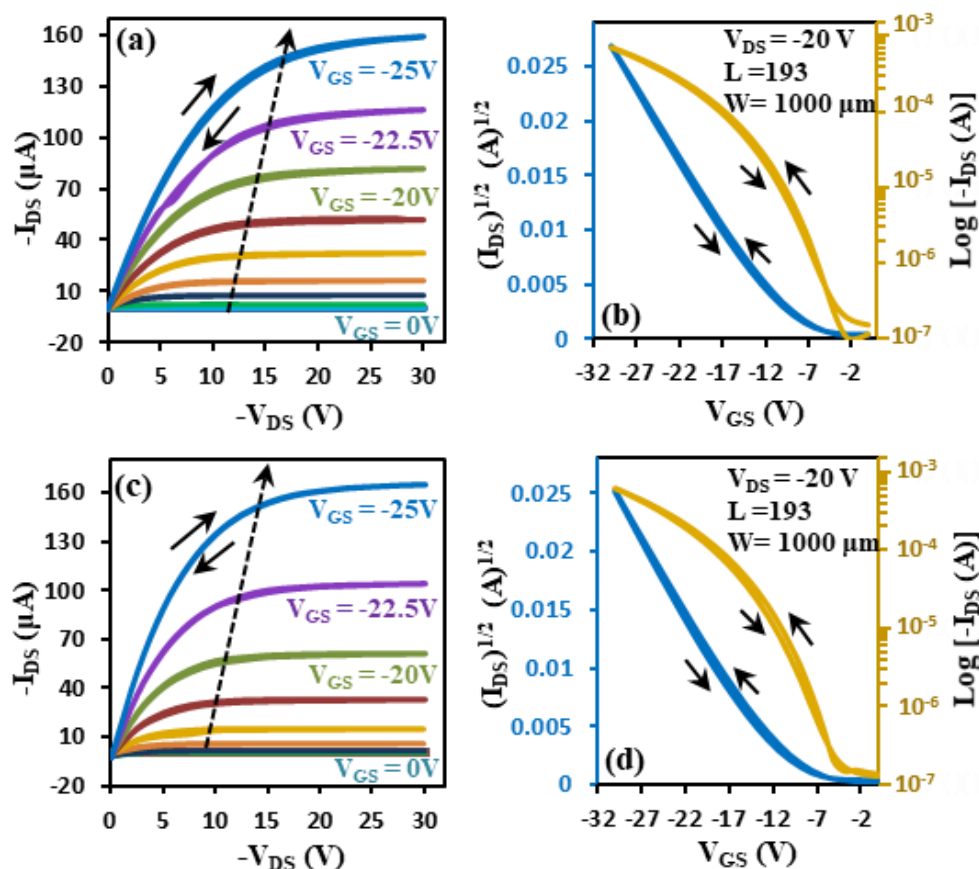 (a)
-I_DS (µA)
160
130
100
70
40
10
-20
V_GS = -25V
V_GS = -22.5V
V_GS = -20V
V_GS = 0V
0 5 10 15 20 25 30
-V_DS (V)
(b)
(I_DS)^1/2 (A)^1/2
0.025
0.02
0.015
0.01
0.005
0
V_DS = -20 V
L =193
W= 1000 µm
10^-3
10^-4
10^-5
10^-6
10^-7
Log [-I_DS (A)]
-32 -27 -22 -17 -12 -7 -2
V_GS (V)
(c)
-I_DS (µA)
160
130
100
70
40
10
-20
V_GS = -25V
V_GS = -22.5V
V_GS = -20V
V_GS = 0V
0 5 10 15 20 25 30
-V_DS (V)
(d)
(I_DS)^1/2 (A)^1/2
0.025
0.02
0.015
0.01
0.005
0
V_DS = -20 V
L =193
W= 1000 µm
10^-3
10^-4
10^-5
10^-6
10^-7
Log [-I_DS (A)]
-32 -27 -22 -17 -12 -7 -2
V_GS (V)